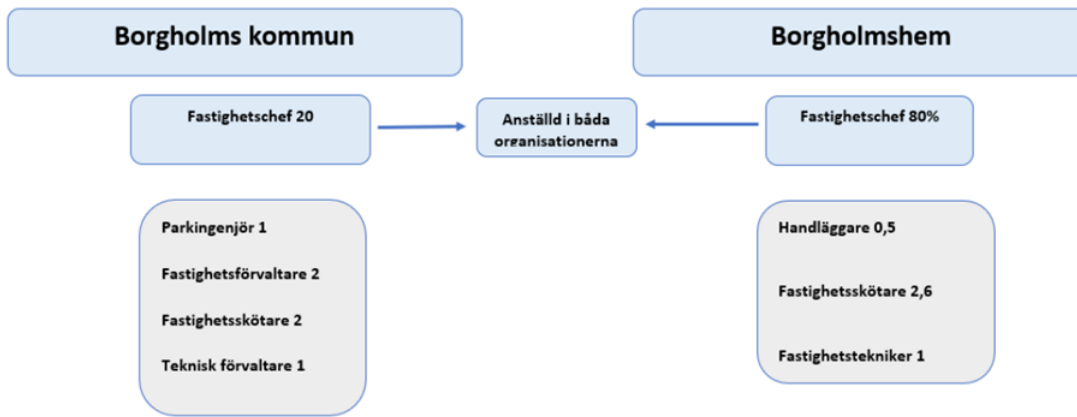 Borgholms kommun
Borgholmshem
Fastighetschef 20
Anställd i båda
organisationerna
Fastighetschef 80%
Parkingenjör 1
Fastighetsförvaltare 2
Fastighetsskötare 2
Teknisk förvaltare 1
Handläggare 0,5
Fastighetsskötare 2,6
Fastighetstekniker 1